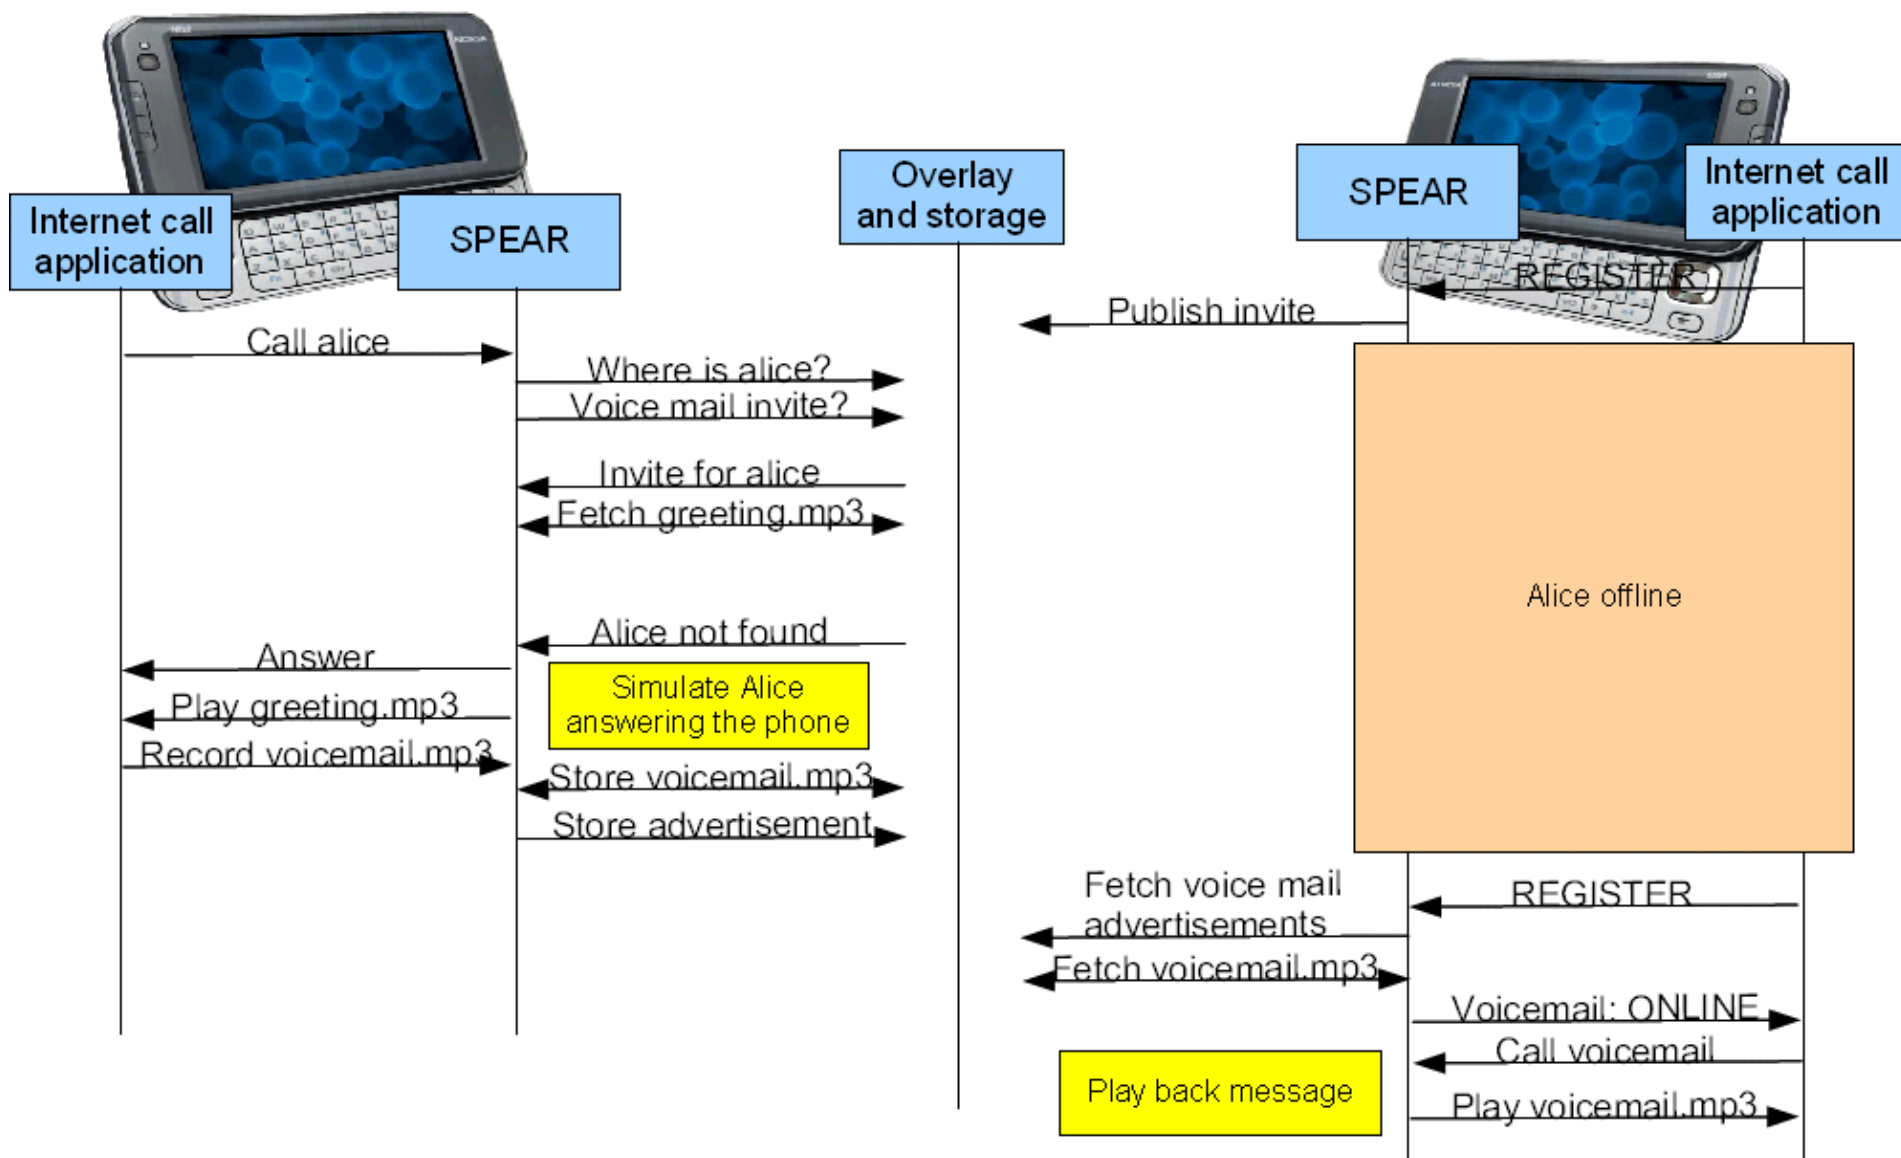 NOKIA
Internet call
application
SPEAR
Overlay
and storage
SPEAR
Internet call
application
REGISTER
Publish invite
Call alice
Where is alice?
Voice mail invite?
Invite for alice
Fetch greeting.mp3
Alice offline
Alice not found
Answer
Simulate Alice
answering the phone
Play greeting.mp3
Record voicemail.mp3
Store voicemail.mp3
Store advertisement
Fetch voice mail
advertisements
REGISTER
Fetch voicemail.mp3
Voicemail: ONLINE
Call voicemail
Play back message
Play voicemail.mp3